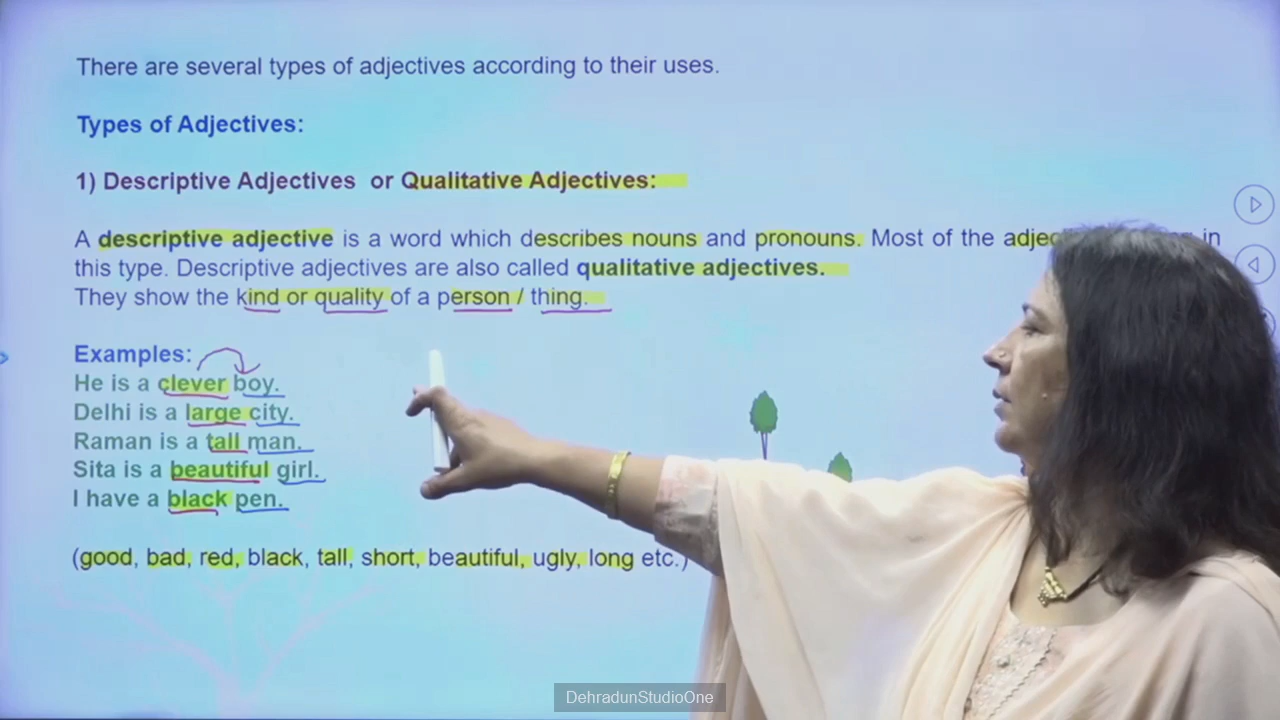 There are several types of adjectives according to their uses.
Types of Adjectives:
1) Descriptive Adjectives or Qualitative Adjectives:
A descriptive adjective is a word which describes nouns and pronouns. Most of the in
this type. Descriptive adjectives are also called qualitative adjectives.
They show the kind or quality of a person / thing.
Examples:
He is a clever boy.
Delhi is a large city.
Raman is a tall man.
Sita is a beautiful girl.
I have a black pen.
(good, bad, red, black, tall, short, beautiful, ugly, long etc.)
DehradunStudioOne